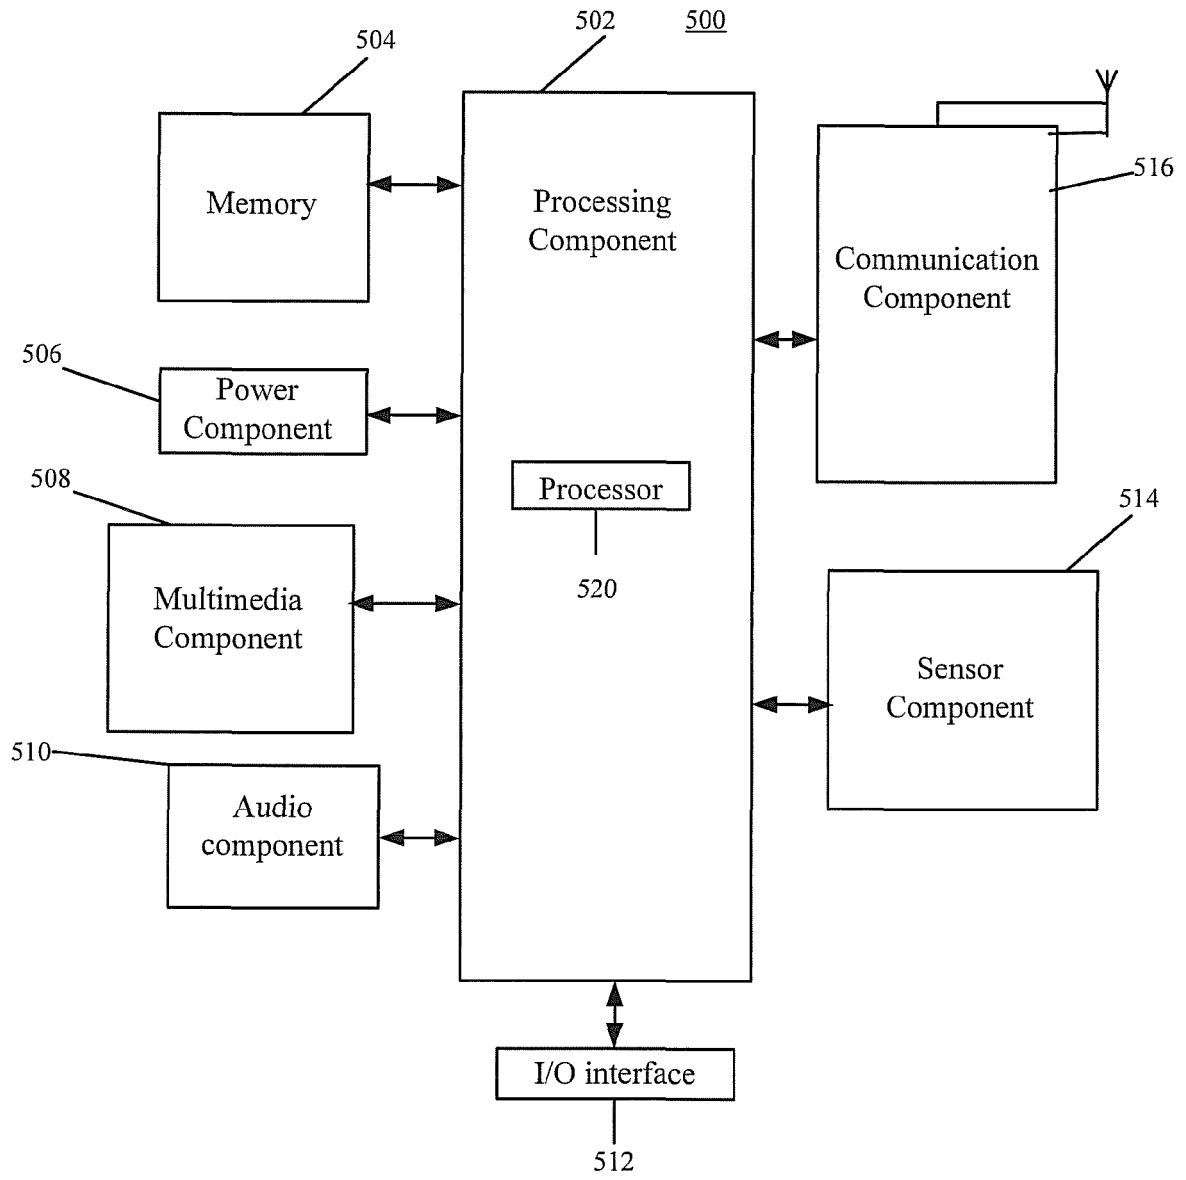 502
500
504
Memory
Processing
Component
516
Communication
Component
506
Power
Component
508
Processor
520
514
Multimedia
Component
Sensor
Component
510
Audio
component
I/O interface
512